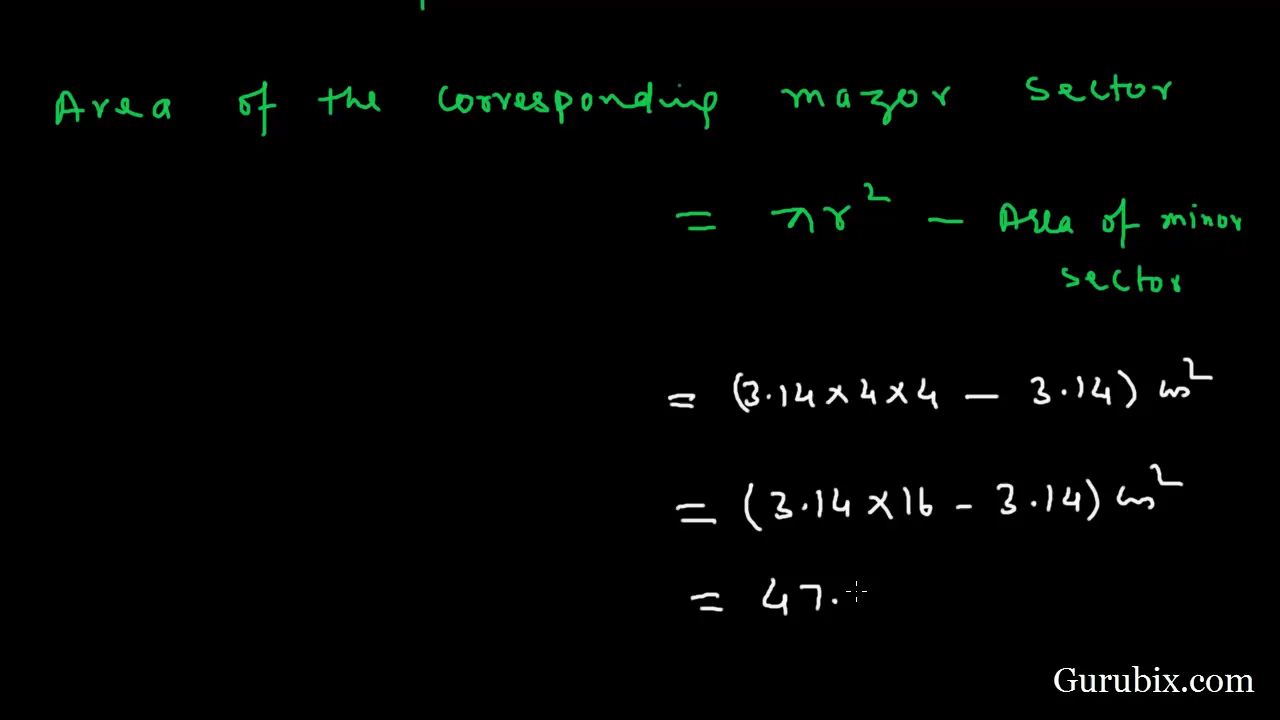 Area of the corresponding mazor sector
= πr² - Area of minor
sector
= (3.14 × 4 × 4 - 3.14) cm²
= (3.14 × 16 - 3.14) cm²
= 47.
Gurubix.com